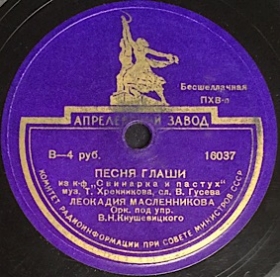 Бесшеллачная
ПХВ-э
АПРЕЛЕВСКИЙ ЗАВОД
В—4 руб. 16037
ПЕСНЯ ГЛАШИ
из к-ф „Свинарка и пастух“
муз. Т. Хренникова, сл. В. Гусева
ЛЕОКАДИЯ МАСЛЕННИКОВА
Орк. под упр.
В.Н.Кнушевицкого
КОМИТЕТ РАДИОИНФОРМАЦИИ ПРИ СОВЕТЕ МИНИСТРОВ СССР